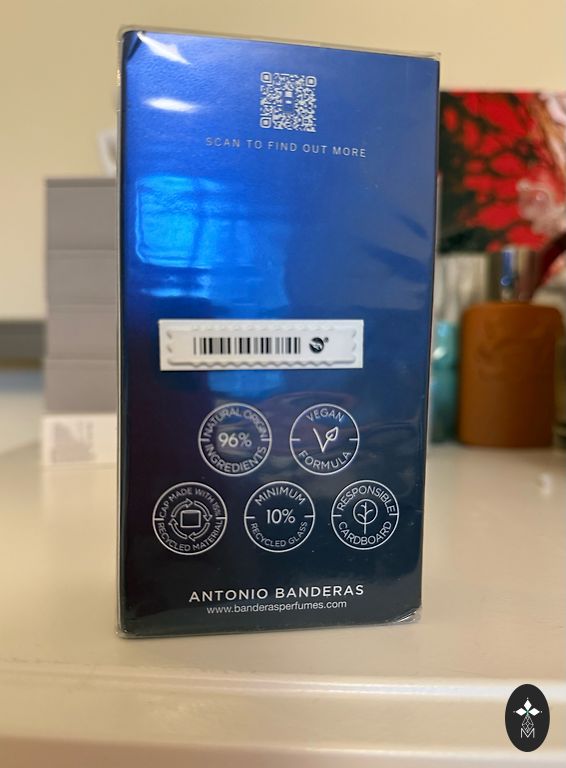 SCAN TO FIND OUT MORE
NATURAL ORIGIN
96%
INGREDIENTS
VEGAN
FORMULA
CAP MADE WITH
RECYCLED MATERIAL
MINIMUM
10%
RECYCLED GLASS
RESPONSIBLE
CARDBOARD
ANTONIO BANDERAS
www.banderasperfumes.com
M